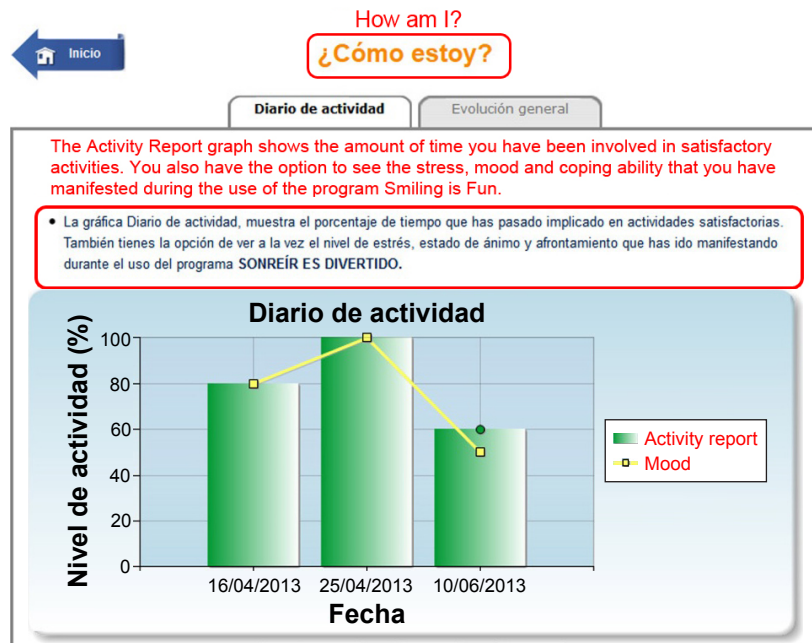 How am I?
Inicio
¿Cómo estoy?
Diario de actividad
Evolución general
The Activity Report graph shows the amount of time you have been involved in satisfactory
activities. You also have the option to see the stress, mood and coping ability that you have
manifested during the use of the program Smiling is Fun.
• La gráfica Diario de actividad, muestra el porcentaje de tiempo que has pasado implicado en actividades satisfactorias.
También tienes la opción de ver a la vez el nivel de estrés, estado de ánimo y afrontamiento que has ido manifestando
durante el uso del programa SONREÍR ES DIVERTIDO.
Diario de actividad
Nivel de actividad (%)
100
80
60
40
20
0
16/04/2013 25/04/2013 10/06/2013
Fecha
Activity report
Mood